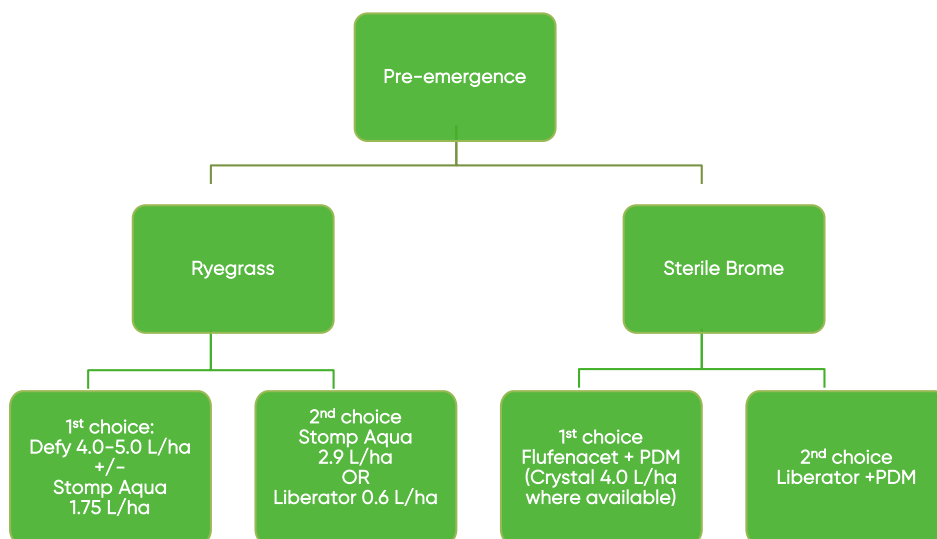 Pre-emergence
Ryegrass
Sterile Brome
1st choice:
Defy 4.0-5.0 L/ha
+/-
Stomp Aqua
1.75 L/ha
2nd choice
Stomp Aqua
2.9 L/ha
OR
Liberator 0.6 L/ha
1st choice
Flufenacet + PDM
(Crystal 4.0 L/ha
where available)
2nd choice
Liberator +PDM